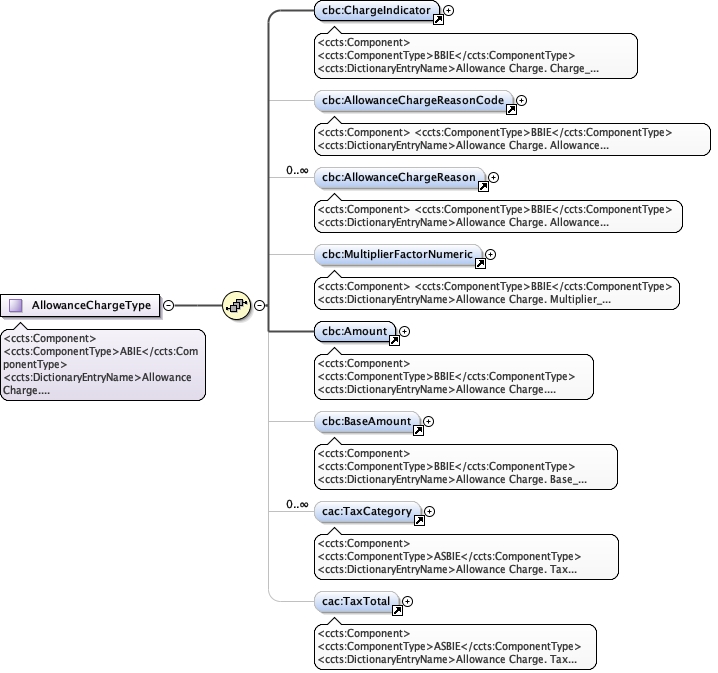 cbc:ChargeIndicator
<ccts:Component>
<ccts:ComponentType>BBIE</ccts:ComponentType>
<ccts:DictionaryEntryName>Allowance Charge. Charge_...
cbc:AllowanceChargeReasonCode
<ccts:Component> <ccts:ComponentType>BBIE</ccts:ComponentType>
<ccts:DictionaryEntryName>Allowance Charge. Allowance...
0..∞
cbc:AllowanceChargeReason
<ccts:Component> <ccts:ComponentType>BBIE</ccts:ComponentType>
<ccts:DictionaryEntryName>Allowance Charge. Allowance...
cbc:MultiplierFactorNumeric
<ccts:Component> <ccts:ComponentType>BBIE</ccts:ComponentType>
<ccts:DictionaryEntryName>Allowance Charge. Multiplier_...
AllowanceChargeType
<ccts:Component>
<ccts:ComponentType>ABIE</ccts:Com
ponentType>
<ccts:DictionaryEntryName>Allowance
Charge....
cbc:Amount
<ccts:Component>
<ccts:ComponentType>BBIE</ccts:ComponentType>
<ccts:DictionaryEntryName>Allowance Charge....
cbc:BaseAmount
<ccts:Component>
<ccts:ComponentType>BBIE</ccts:ComponentType>
<ccts:DictionaryEntryName>Allowance Charge. Base_...
0..∞
cac:TaxCategory
<ccts:Component>
<ccts:ComponentType>ASBIE</ccts:ComponentType>
<ccts:DictionaryEntryName>Allowance Charge. Tax...
cac:TaxTotal
<ccts:Component>
<ccts:ComponentType>ASBIE</ccts:ComponentType>
<ccts:DictionaryEntryName>Allowance Charge. Tax...